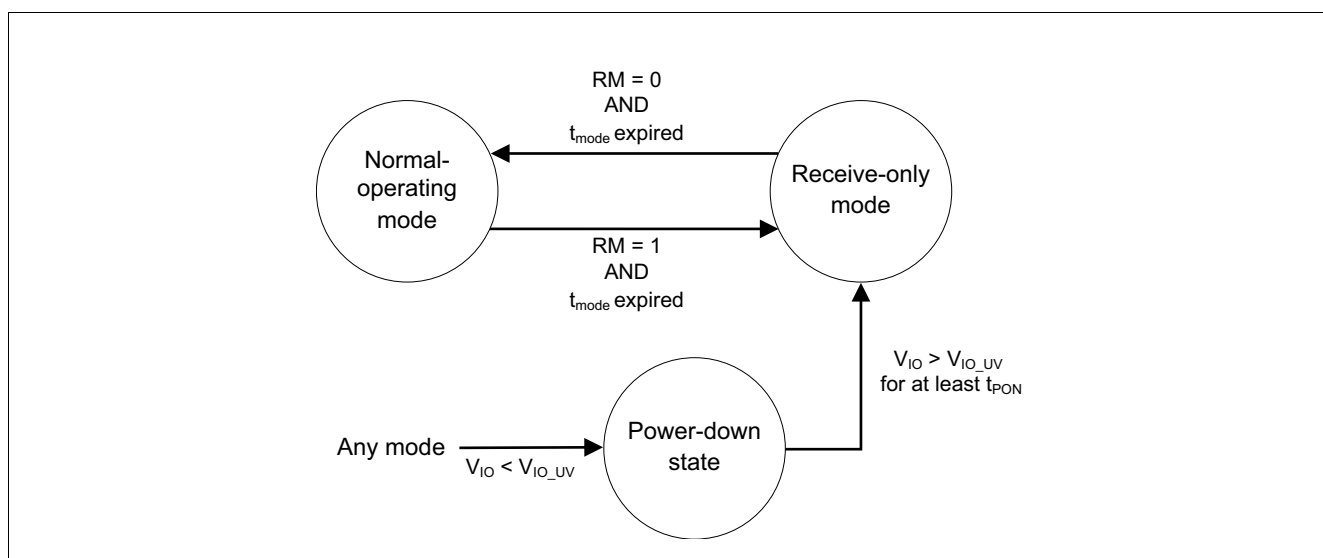 RM = 0
AND
t_mode expired
Normal-
operating
mode
Receive-only
mode
RM = 1
AND
t_mode expired
V_IO > V_IO_UV
for at least t_PON
Power-down
state
Any mode
V_IO < V_IO_UV